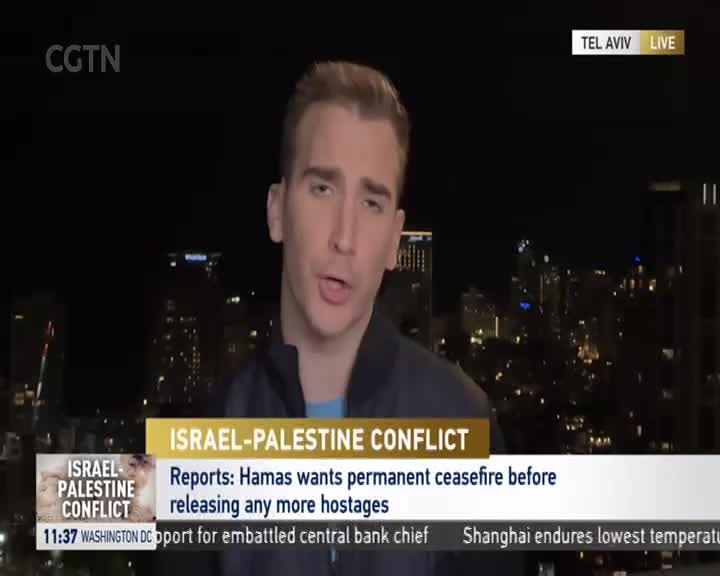 CGTN
TEL AVIV LIVE
ISRAEL-PALESTINE CONFLICT
ISRAEL-
PALESTINE
CONFLICT
Reports: Hamas wants permanent ceasefire before
releasing any more hostages
11:37 WASHINGTON DC pport for embattled central bank chief Shanghai endures lowest temperatu